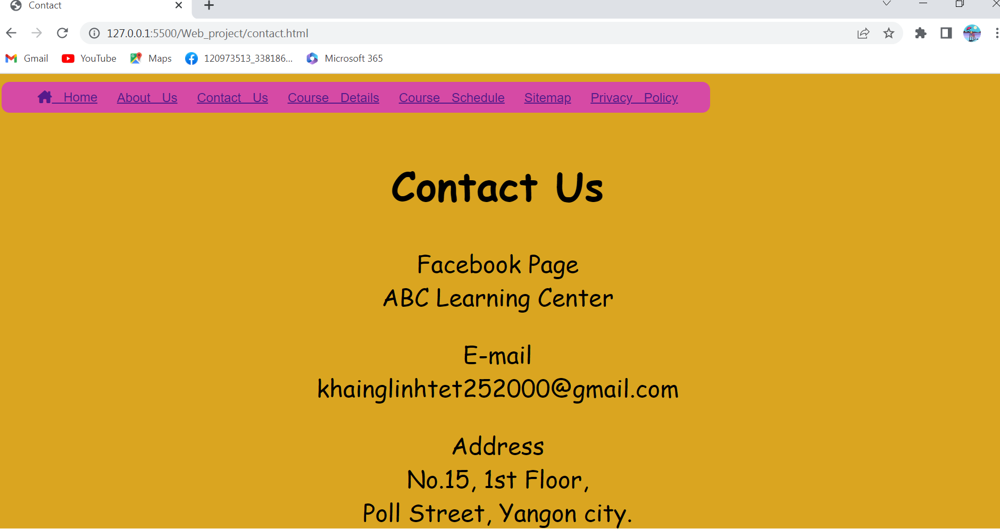 Contact
127.0.0.1:5500/Web_project/contact.html
Gmail YouTube Maps 120973513_338186... Microsoft 365
Home About Us Contact Us Course Details Course Schedule Sitemap Privacy Policy
Contact Us
Facebook Page
ABC Learning Center
E-mail
khainglinhtet252000@gmail.com
Address
No.15, 1st Floor,
Poll Street, Yangon city.